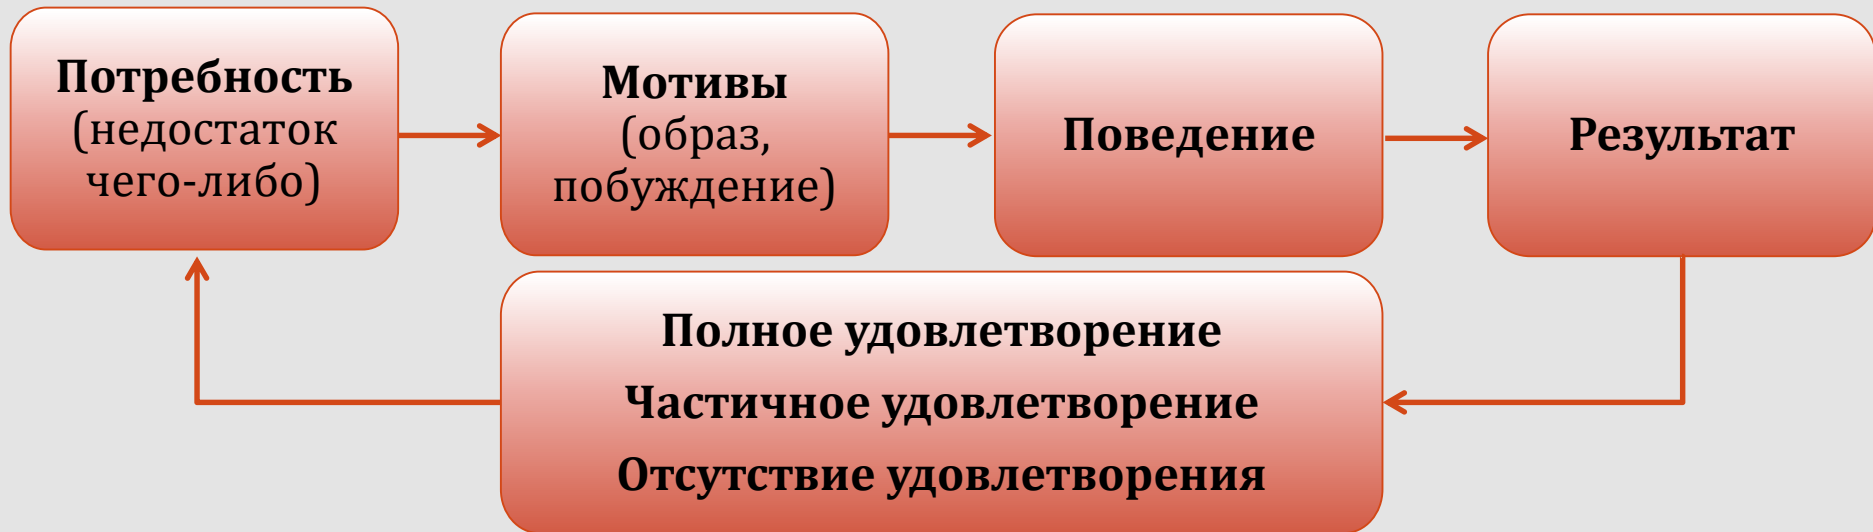 Потребность
(недостаток
чего-либо)
Мотивы
(образ,
побуждение)
Поведение
Результат
Полное удовлетворение
Частичное удовлетворение
Отсутствие удовлетворения